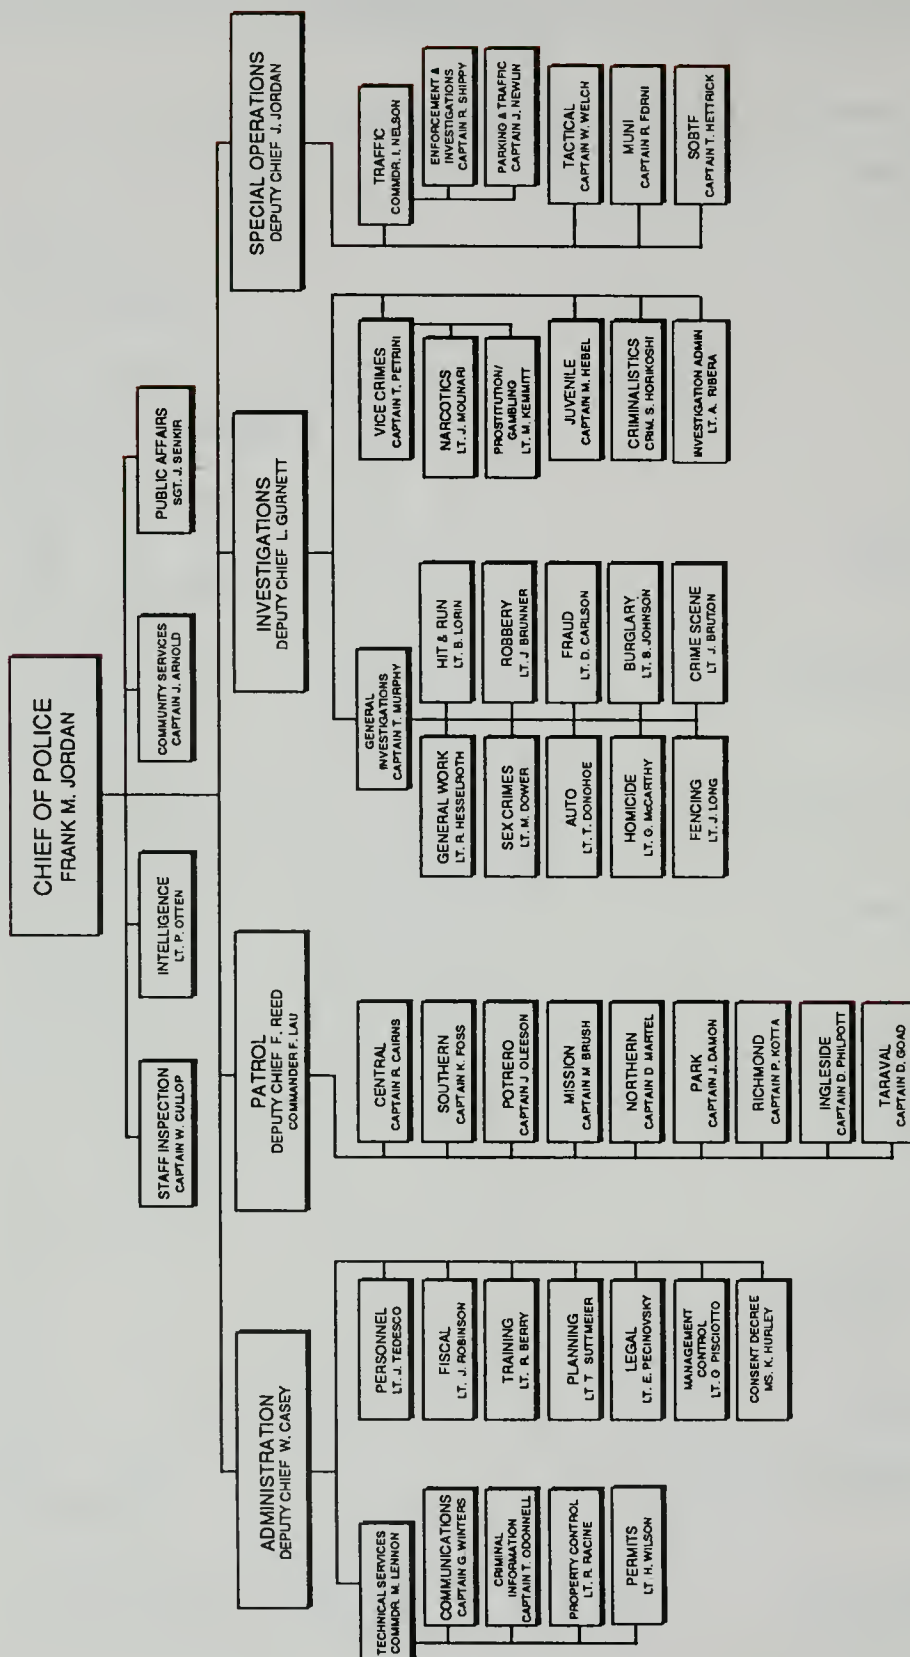 CHIEF OF POLICE
FRANK M. JORDAN
STAFF INSPECTION
CAPTAIN W. CULLOP
INTELLIGENCE
LT. P. OTTEN
COMMUNITY SERVICES
CAPTAIN J. ARNOLD
PUBLIC AFFAIRS
SGT. J. SENKIR
ADMINISTRATION
DEPUTY CHIEF W. CASEY
PATROL
DEPUTY CHIEF F. REED
COMMANDER F. LAU
INVESTIGATIONS
DEPUTY CHIEF L. GURNETT
SPECIAL OPERATIONS
DEPUTY CHIEF J. JORDAN
TECHNICAL SERVICES
COMMDR. M. LENNON
COMMUNICATIONS
CAPTAIN G. WINTERS
CRIMINAL
INFORMATION
CAPTAIN T. ODONNELL
PROPERTY CONTROL
LT. R. RACINE
PERMITS
LT. H. WILSON
PERSONNEL
LT. J. TEDESCO
FISCAL
LT. J. ROBINSON
TRAINING
LT. R. BERRY
PLANNING
LT T SUTTMEIER
LEGAL
LT. E. PECINOVSKY
MANAGEMENT
CONTROL
LT. O PISCIOTTO
CONSENT DECREE
MS. K. HURLEY
CENTRAL
CAPTAIN R. CAIRNS
SOUTHERN
CAPTAIN K. FOSS
POTRERO
CAPTAIN J GLEESON
MISSION
CAPTAIN M BRUSH
NORTHERN
CAPTAIN D MARTEL
PARK
CAPTAIN J. DAMON
RICHMOND
CAPTAIN P. KOTTA
INGLESIDE
CAPTAIN D. PHILPOTT
TARAVAL
CAPTAIN D. GOAD
GENERAL
INVESTIGATIONS
CAPTAIN T. MURPHY
GENERAL WORK
LT. R. HESSELROTH
SEX CRIMES
LT. M. DOWER
AUTO
LT. T. DONOHOE
HOMICIDE
LT. G. McCARTHY
FENCING
LT. J. LONG
HIT & RUN
LT. B. LORIN
ROBBERY
LT. J BRUNNER
FRAUD
LT. D. CARLSON
BURGLARY
LT. S. JOHNSON
CRIME SCENE
LT J. BRUTON
VICE CRIMES
CAPTAIN T. PETRINI
NARCOTICS
LT. J. MOLINARI
PROSTITUTION/
GAMBLING
LT. M. KEMMITT
JUVENILE
CAPTAIN M. HEBEL
CRIMINALISTICS
CRIM. S. HORIKOSHI
INVESTIGATION ADMIN
LT. A. RIBERA
TRAFFIC
COMMDR. I. NELSON
ENFORCEMENT &
INVESTIGATIONS
CAPTAIN R. SHIPPY
PARKING & TRAFFIC
CAPTAIN J. NEWLIN
TACTICAL
CAPTAIN W. WELCH
MUNI
CAPTAIN R. FORNI
SOBTF
CAPTAIN T. HETTRICK